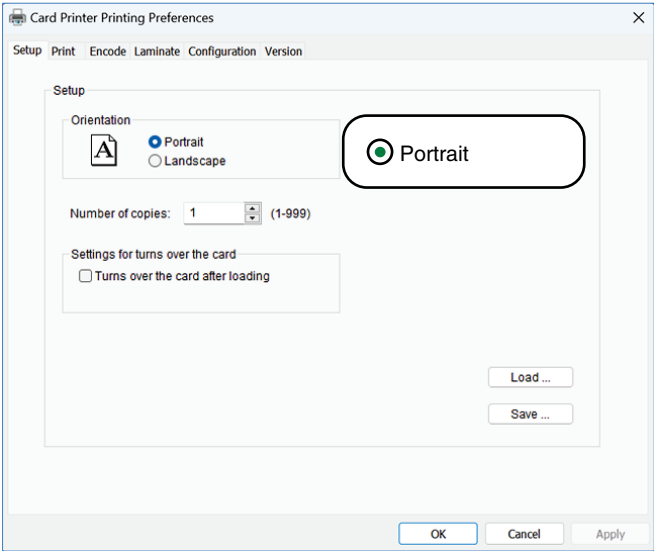 Card Printer Printing Preferences
Setup Print Encode Laminate Configuration Version
Setup
Orientation
A
Portrait
Landscape
Portrait
Number of copies: 1 (1-999)
Settings for turns over the card
Turns over the card after loading
Load ...
Save ...
OK Cancel Apply